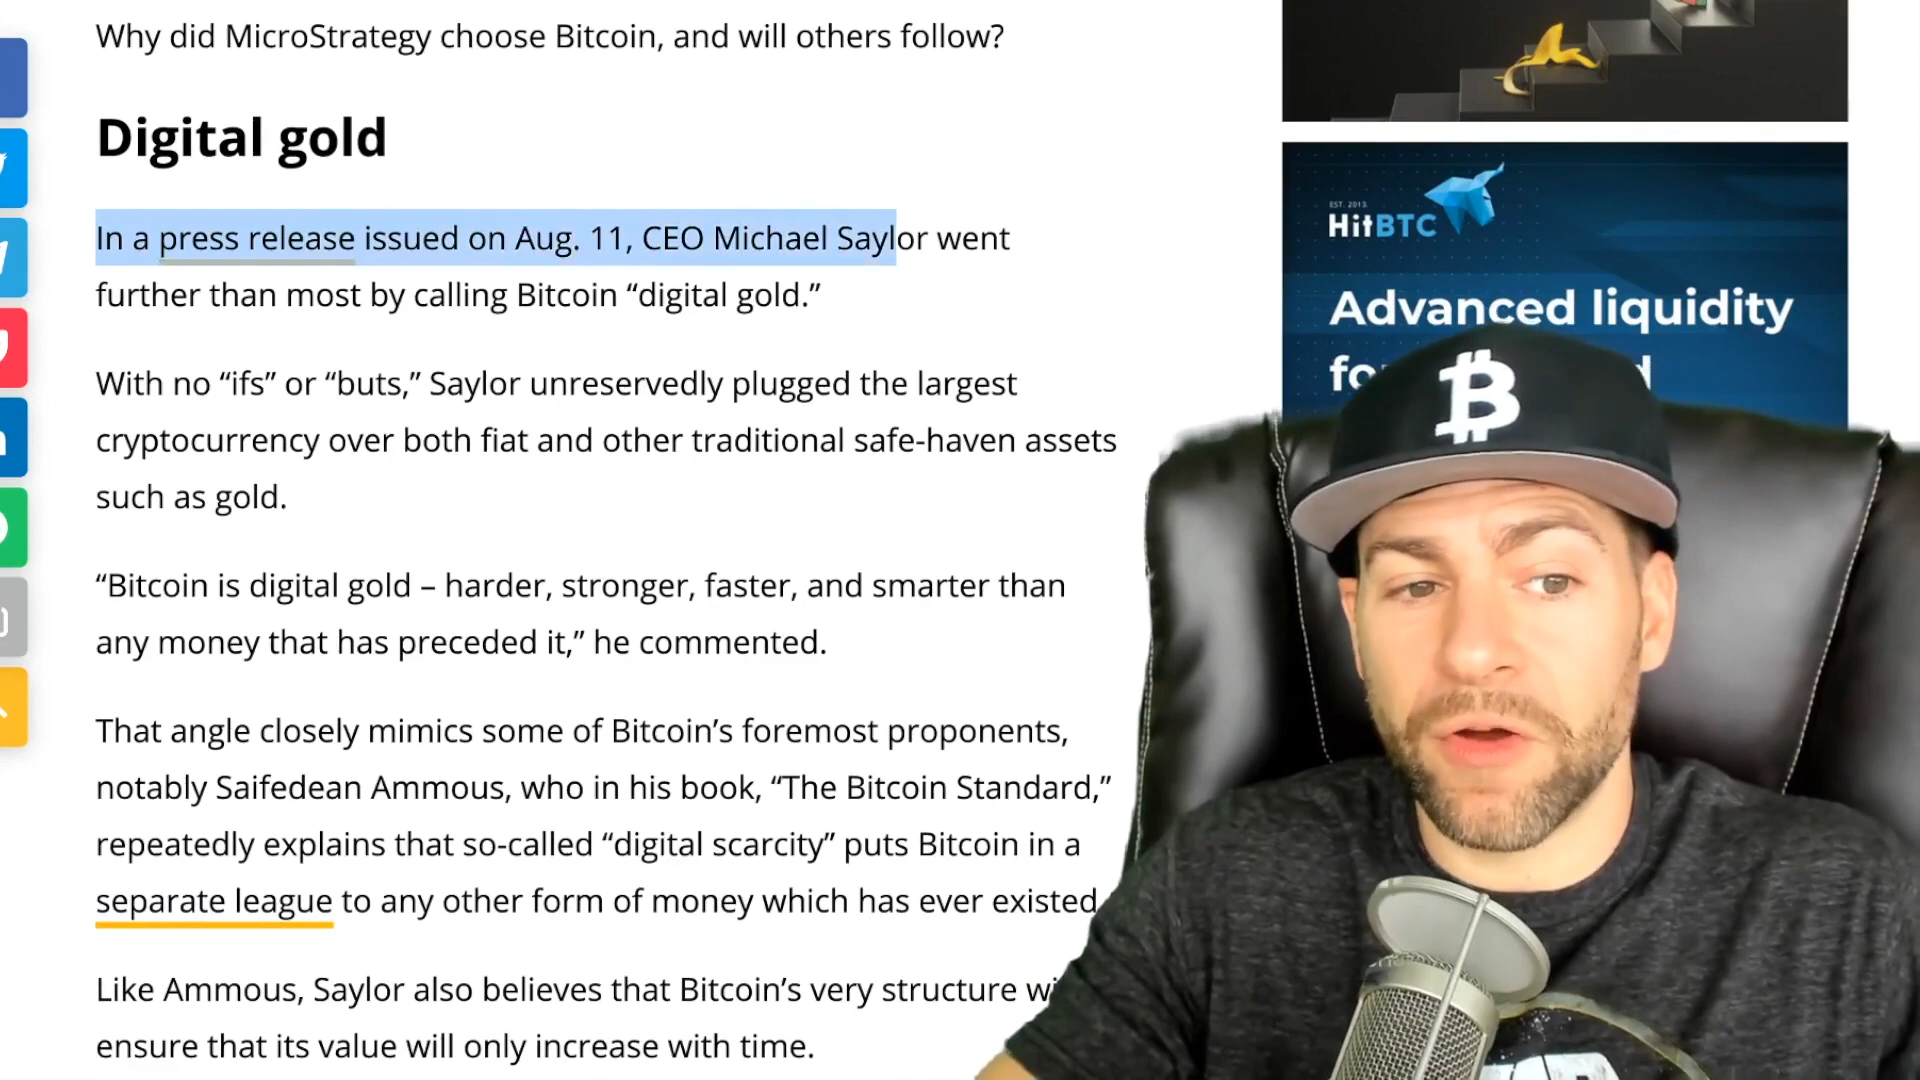 Why did MicroStrategy choose Bitcoin, and will others follow?
Digital gold
In a press release issued on Aug. 11, CEO Michael Saylor went
further than most by calling Bitcoin “digital gold.”
With no “ifs” or “buts,” Saylor unreservedly plugged the largest
cryptocurrency over both fiat and other traditional safe-haven assets
such as gold.
“Bitcoin is digital gold – harder, stronger, faster, and smarter than
any money that has preceded it,” he commented.
That angle closely mimics some of Bitcoin’s foremost proponents,
notably Saifedean Ammous, who in his book, “The Bitcoin Standard,”
repeatedly explains that so-called “digital scarcity” puts Bitcoin in a
separate league to any other form of money which has ever existed
Like Ammous, Saylor also believes that Bitcoin’s very structure
ensure that its value will only increase with time.
EST. 2013
HitBTC
Advanced liquidity